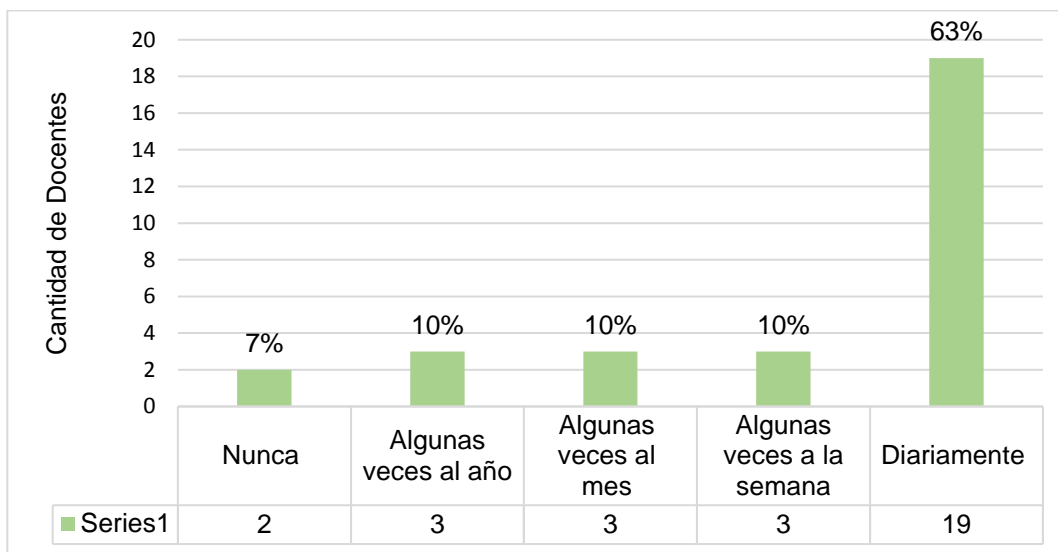 Cantidad de Docentes
20
18
16
14
12
10
8
6
4
2
0
7%
10%
10%
10%
63%
Nunca
Algunas
veces al año
Algunas
veces al
mes
Algunas
veces a la
semana
Diariamente
Series1 2 3 3 3 19